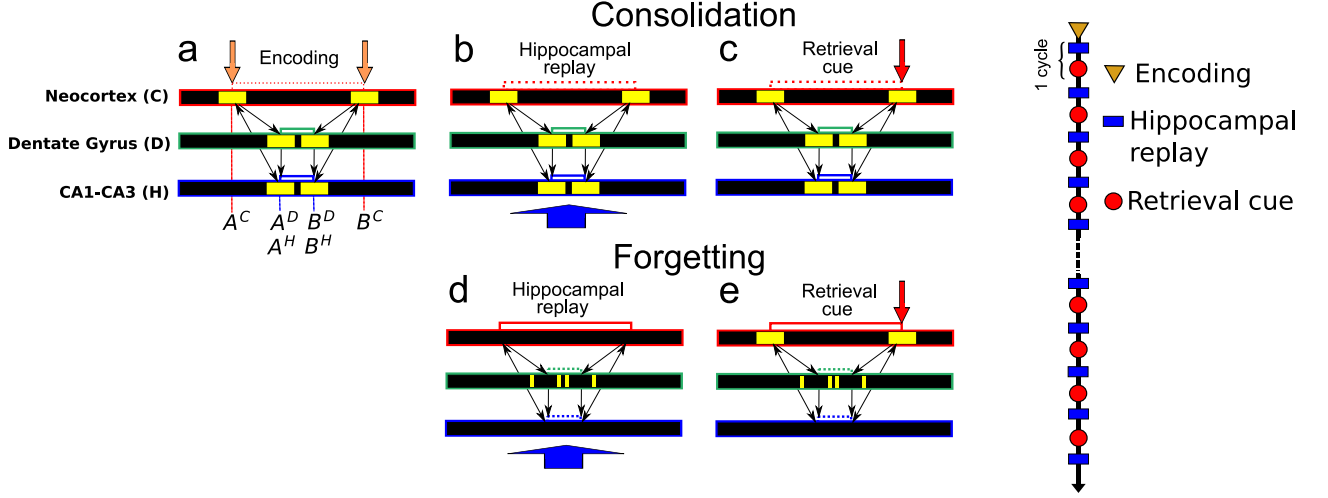 Consolidation
a
Encoding
b
Hippocampal
replay
c
Retrieval
cue
Neocortex (C)
Dentate Gyrus (D)
CA1-CA3 (H)
A^C A^D B^D B^C
A^H B^H
Forgetting
d
Hippocampal
replay
e
Retrieval
cue
1 cycle
Encoding
Hippocampal
replay
Retrieval cue